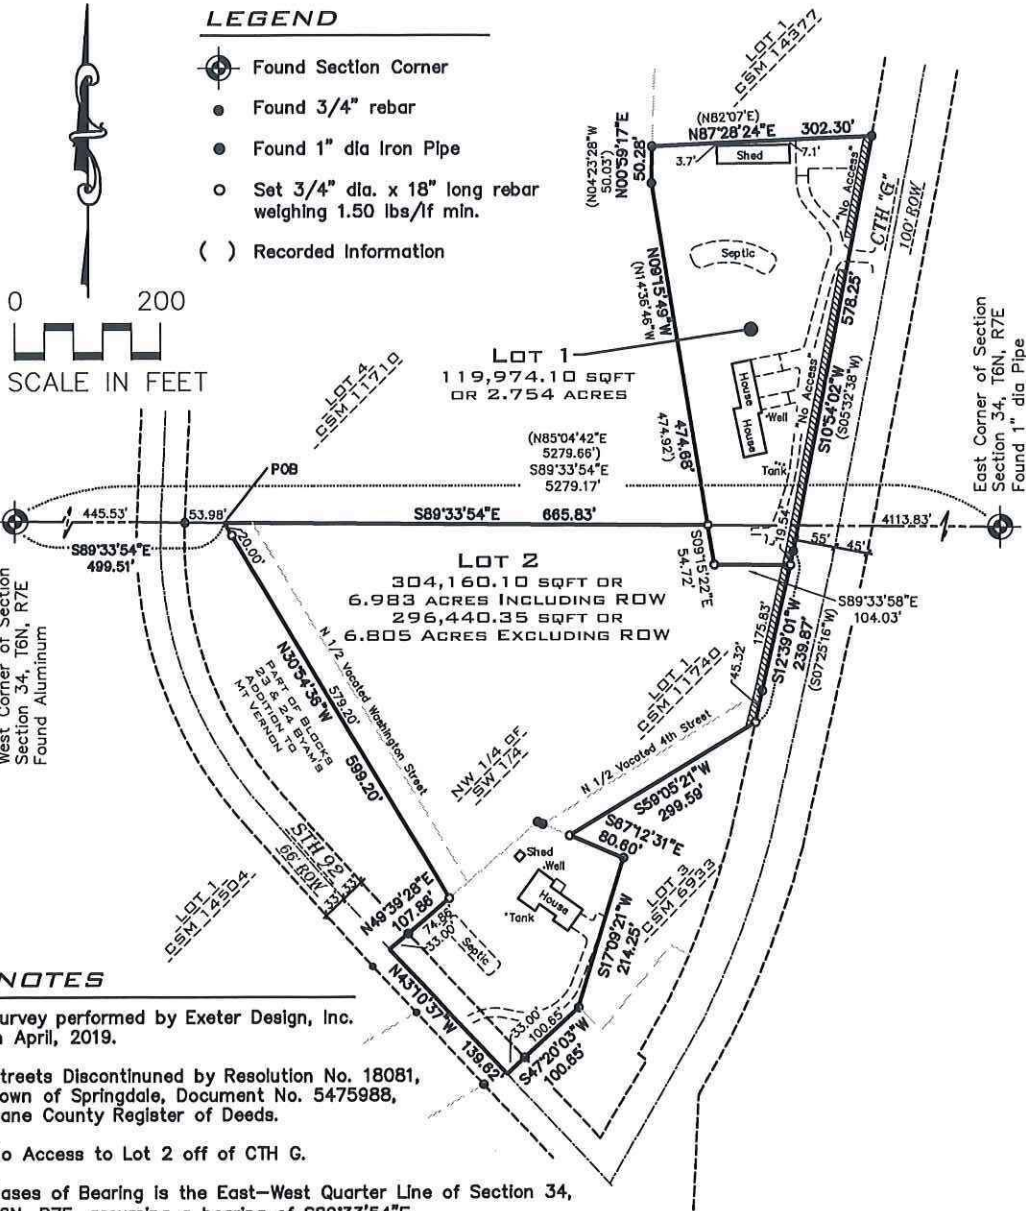 LEGEND
Found Section Corner
Found 3/4" rebar
Found 1" dia Iron Pipe
Set 3/4" dia. x 18" long rebar
weighing 1.50 lbs/lf min.
( ) Recorded Information
0 200
SCALE IN FEET
LOT 1
CSM 14377
(N82°07'E)
N87°28'24"E 302.30'
3.7' Shed 7.1'
(N04°23'28"W
50.03')
N00°59'17"E
50.28'
"No Access"
CTH "G"
100' ROW
Septic
N09°15'49"W
(N14°36'46"W
474.68'
474.92')
578.25'
S10°54'02"W
(S05°32'38"W)
"No Access"
LOT 1
119,974.10 SQFT
OR 2.754 ACRES
House
House
Well
Tank
LOT 4
CSM 11710
(N85°04'42"E
5279.66')
S89°33'54"E
5279.17'
East Corner of Section
Section 34, T6N, R7E
Found 1" dia Pipe
POB
445.53'
53.98'
S89°33'54"E 665.83'
4113.83'
S89°33'54"E
499.51'
20.00'
West Corner of Section
Section 34, T6N, R7E
Found Aluminum
19.54'
55' 45'
S09°15'22"E
54.72'
S89°33'58"E
104.03'
LOT 2
304,160.10 SQFT OR
6.983 ACRES INCLUDING ROW
296,440.35 SQFT OR
6.805 ACRES EXCLUDING ROW
175.83'
S12°39'01"W
239.87'
(S07°25'16"W)
45.32'
N 1/2 Vacated Washington Street
N30°54'36"W
579.20'
599.20'
PART OF BLOCKS
23 & 24 BYAM'S
ADDITION TO
MT VERNON
LOT 1
CSM 11740
N 1/2 Vacated 4th Street
NW 1/4 OF
SW 1/4
S59°05'21"W
299.59'
S67°12'31"E
80.60'
STH 92
66' ROW
33' 33'
LOT 1
CSM 14504
Shed
Well
House
Tank
LOT 3
CSM 6933
N49°39'28"E
107.88'
74.88'
33.00'
Septic
S17°09'21"W
214.25'
N43°10'37"W
139.62'
33.00'
100.65'
S47°20'03"W
100.65'
NOTES
urvey performed by Exeter Design, Inc.
April, 2019.
treets Discontinuned by Resolution No. 18081,
own of Springdale, Document No. 5475988,
ane County Register of Deeds.
o Access to Lot 2 off of CTH G.
ases of Bearing is the East-West Quarter Line of Section 34,